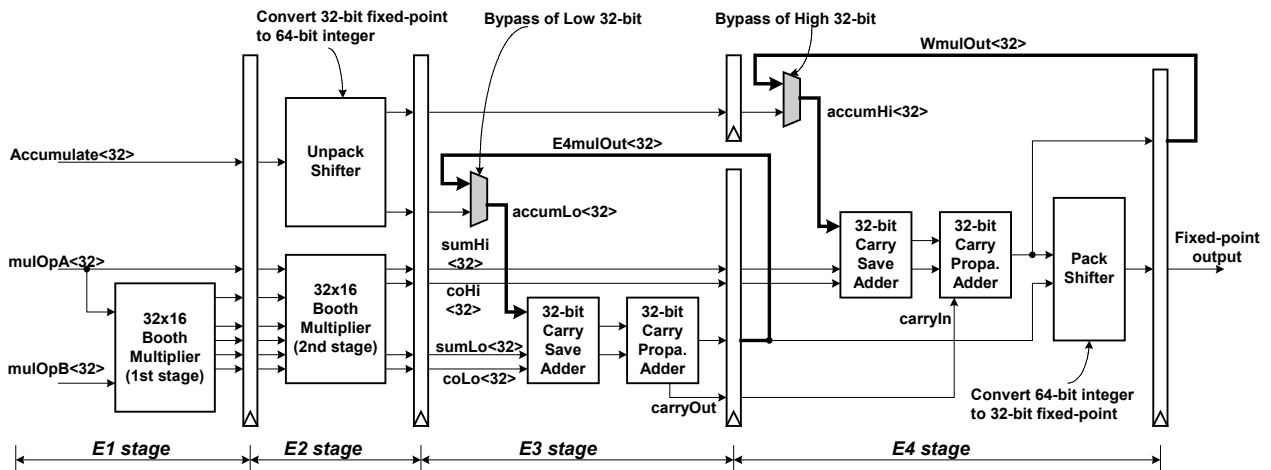 Convert 32-bit fixed-point
to 64-bit integer
Bypass of Low 32-bit
Bypass of High 32-bit
WmulOut<32>
accumHi<32>
Accumulate<32>
Unpack
Shifter
E4mulOut<32>
accumLo<32>
mulOpA<32>
32x16
Booth
Multiplier
(1st stage)
mulOpB<32>
32x16
Booth
Multiplier
(2nd stage)
sumHi
<32>
coHi
<32>
sumLo<32>
coLo<32>
32-bit
Carry
Save
Adder
32-bit
Carry
Propa.
Adder
carryOut
32-bit
Carry
Save
Adder
32-bit
Carry
Propa.
Adder
carryIn
Pack
Shifter
Fixed-point
output
Convert 64-bit integer
to 32-bit fixed-point
E1 stage
E2 stage
E3 stage
E4 stage